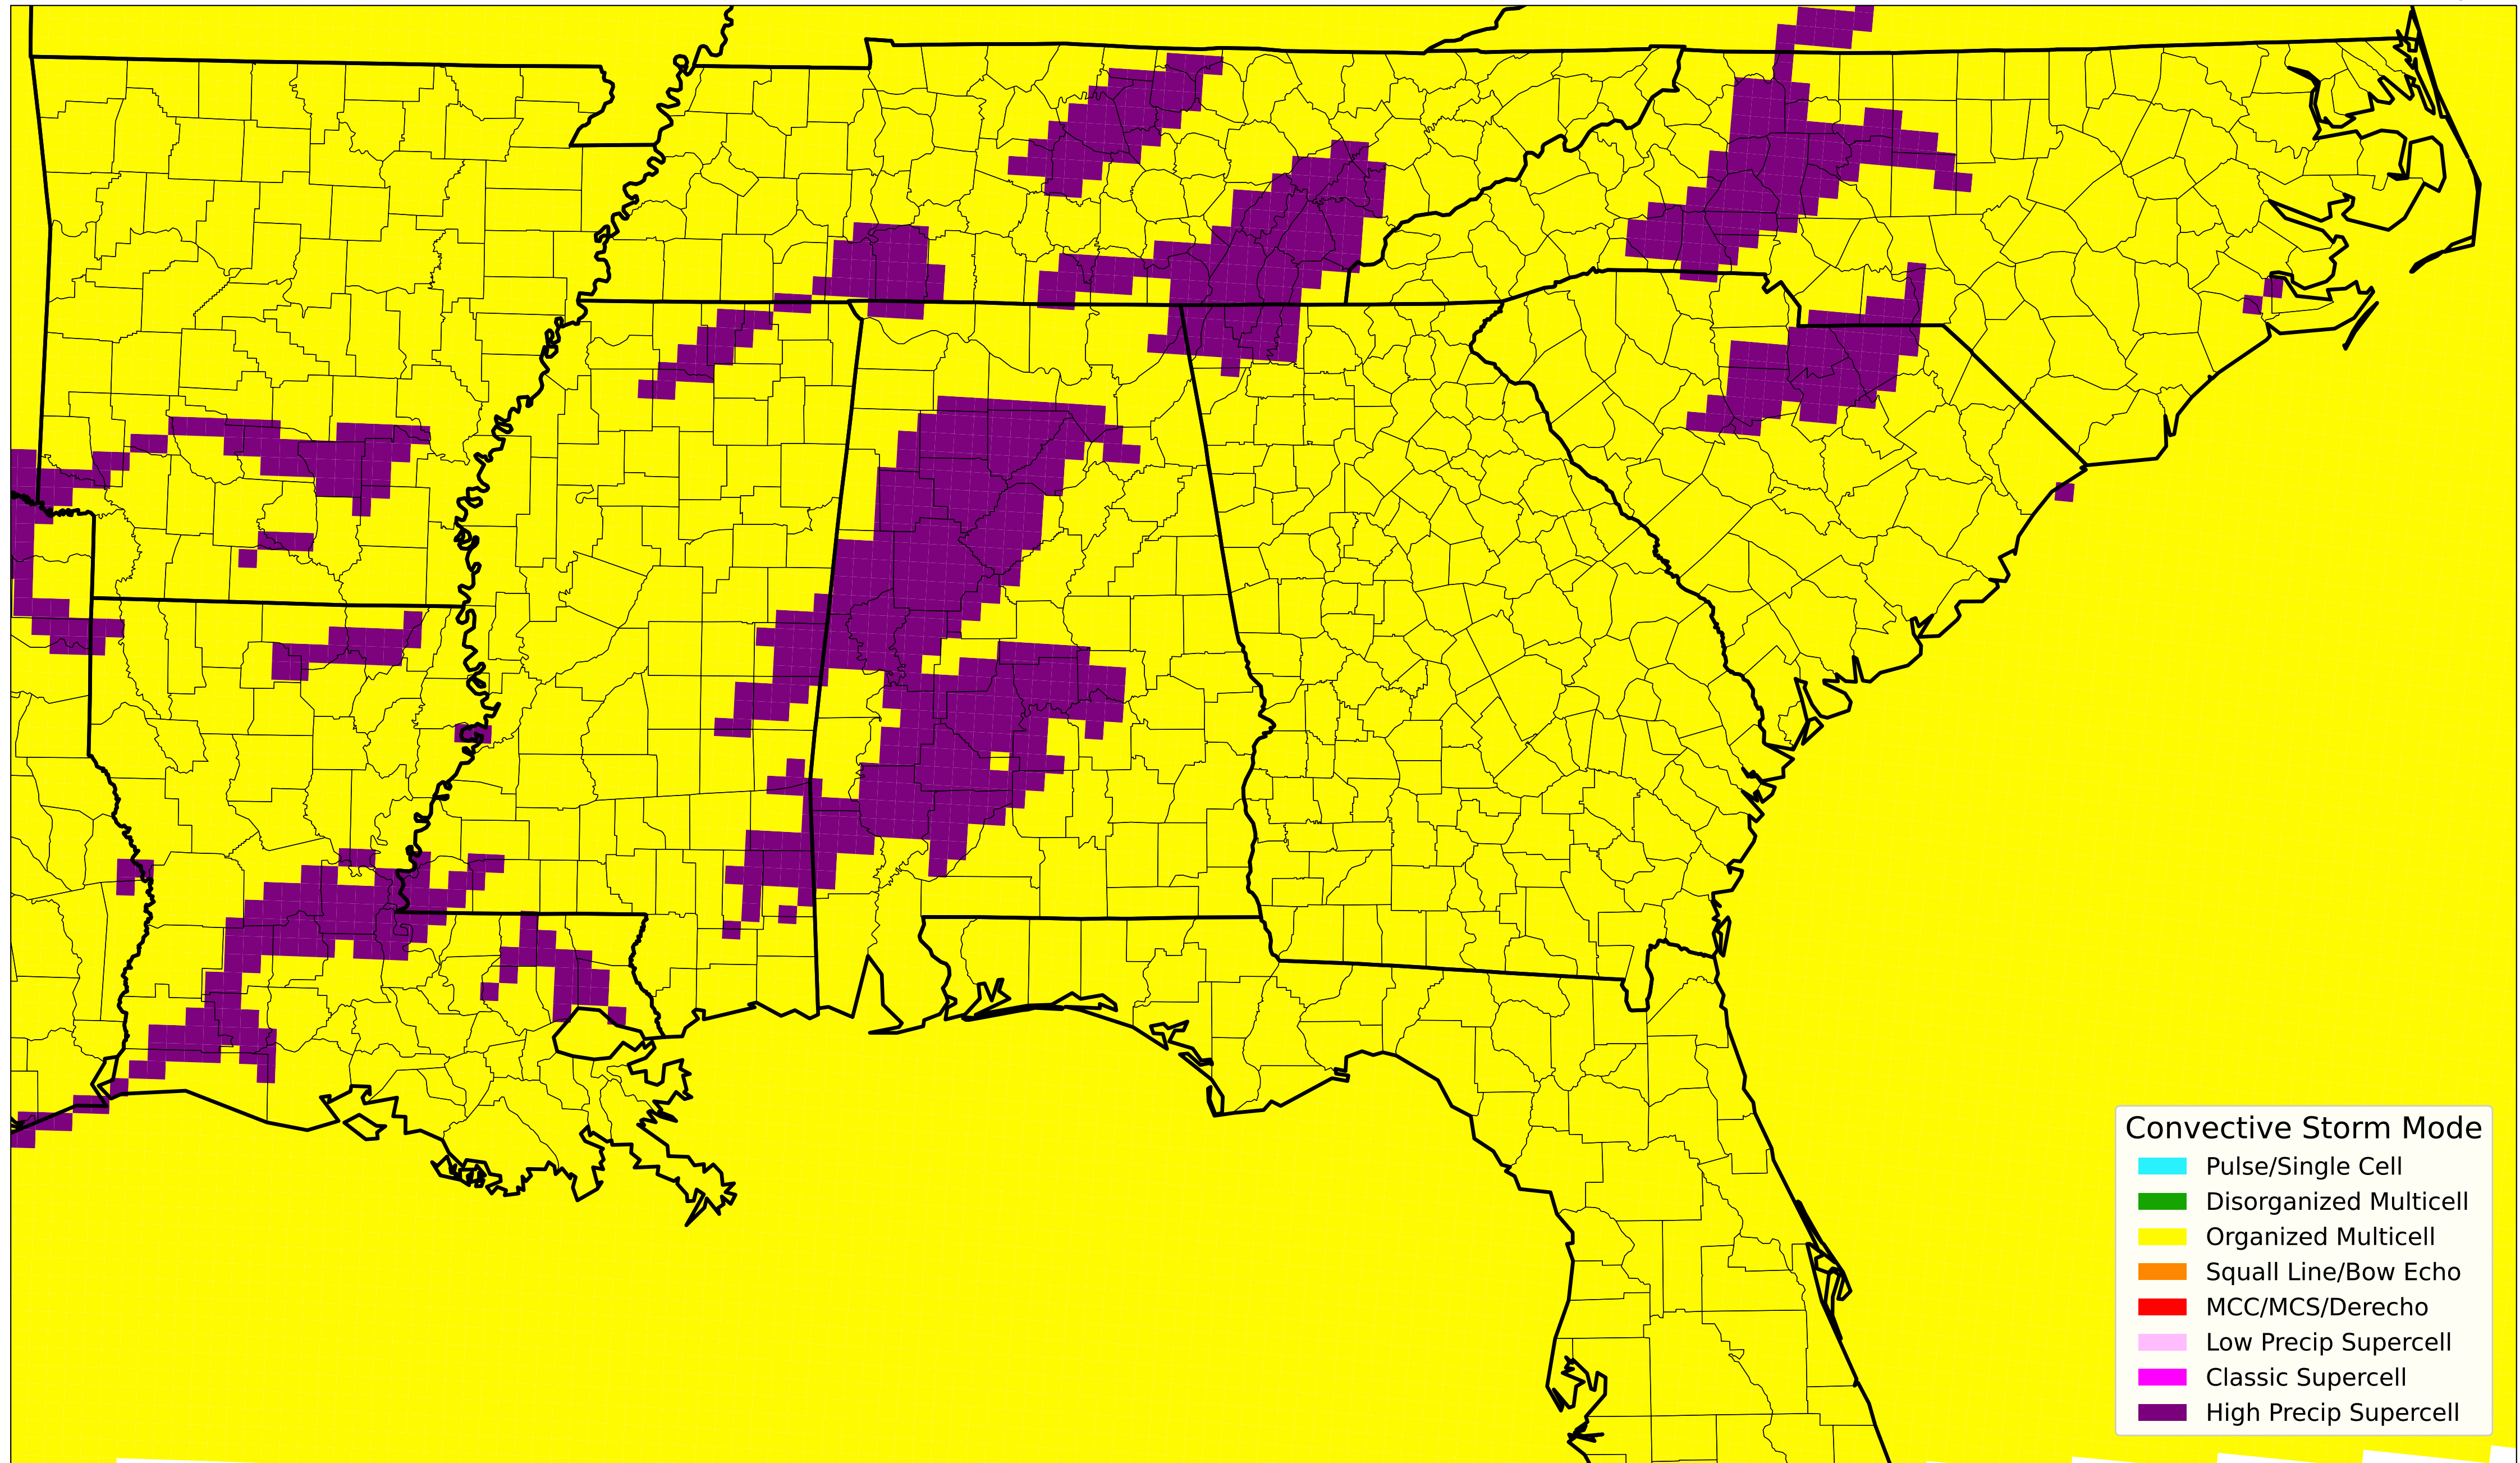 Convective Storm Mode
Pulse/Single Cell
Disorganized Multicell
Organized Multicell
Squall Line/Bow Echo
MCC/MCS/Derecho
Low Precip Supercell
Classic Supercell
High Precip Supercell